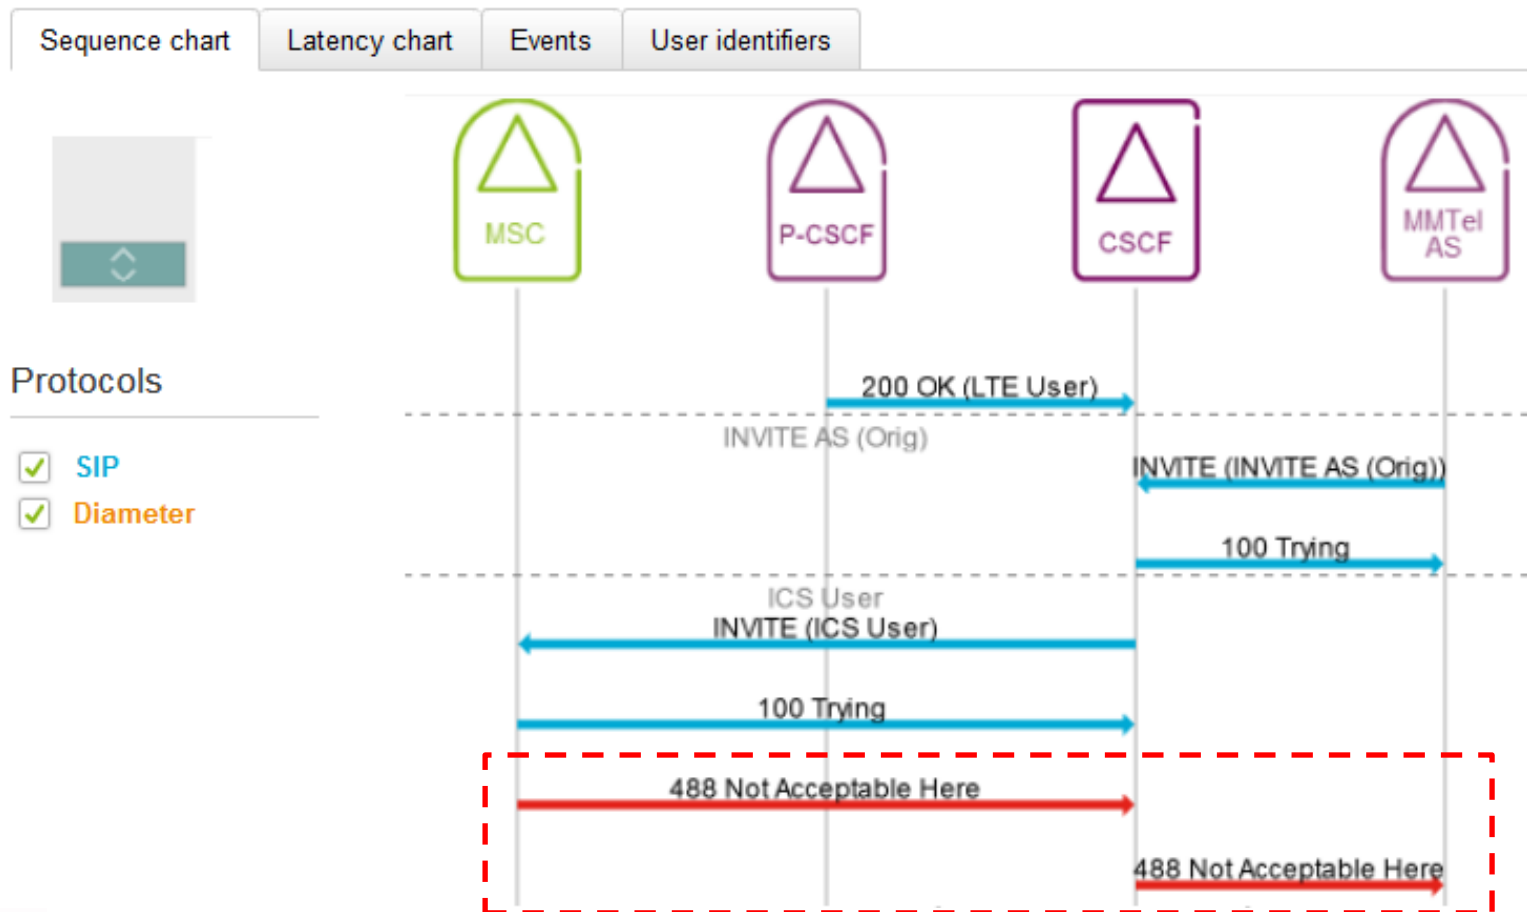 Sequence chart
Latency chart
Events
User identifiers
MSC
P-CSCF
CSCF
MMTel
AS
Protocols
SIP
Diameter
200 OK (LTE User)
INVITE AS (Orig)
INVITE (INVITE AS (Orig))
100 Trying
ICS User
INVITE (ICS User)
100 Trying
488 Not Acceptable Here
488 Not Acceptable Here